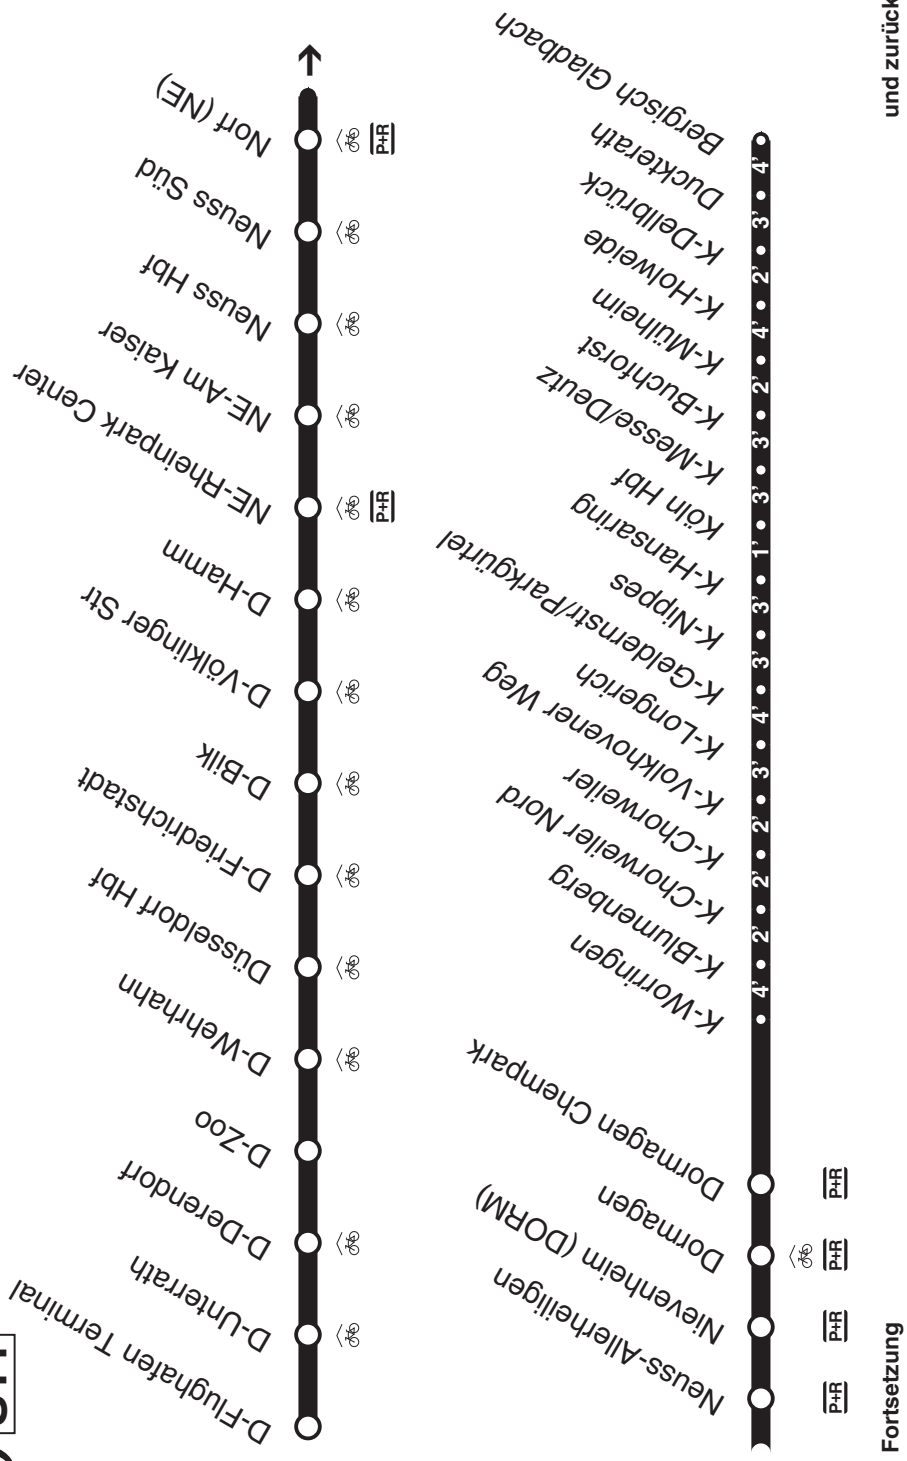 D-Flughafen Terminal
D-Unterrath
D-Derendorf
D-Zoo
D-Wehrhahn
Düsseldorf Hbf
D-Friedrichstadt
D-Bilk
D-Völklinger Str
D-Hamm
NE-Rheinpark Center
NE-Am Kaiser
Neuss Hbf
Neuss Süd
Norf (NE)
P+R
P+R
Neuss-Allerheiligen
Nievenheim (DORM)
Dormagen
Dormagen Chempark
K-Worringen
K-Blumenberg
K-Chorweiler Nord
K-Chorweiler
K-Volkhovener Weg
K-Longerich
K-Geldernstr/Parkgürtel
K-Nippes
K-Hansaring
Köln Hbf
K-Messe/Deutz
K-Buchforst
K-Mülheim
K-Holweide
K-Dellbrück
Duckterath
Bergisch Gladbach
4' 2' 2' 2' 3' 4' 3' 3' 1' 3' 3' 2' 4' 2' 3' 4'
P+R
P+R
P+R
P+R
Fortsetzung
und zurück